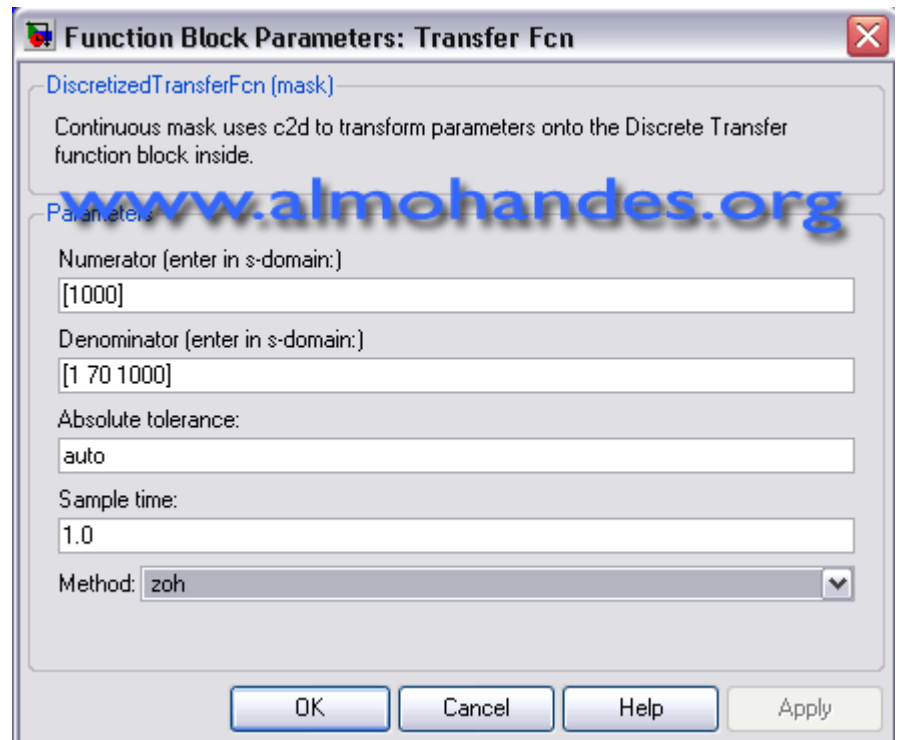 Function Block Parameters: Transfer Fcn
DiscretizedTransferFcn (mask)
Continuous mask uses c2d to transform parameters onto the Discrete Transfer
function block inside.
www.almohandes.org
Parameters
Numerator (enter in s-domain:)
[1000]
Denominator (enter in s-domain:)
[1 70 1000]
Absolute tolerance:
auto
Sample time:
1.0
Method: zoh
OK Cancel Help Apply